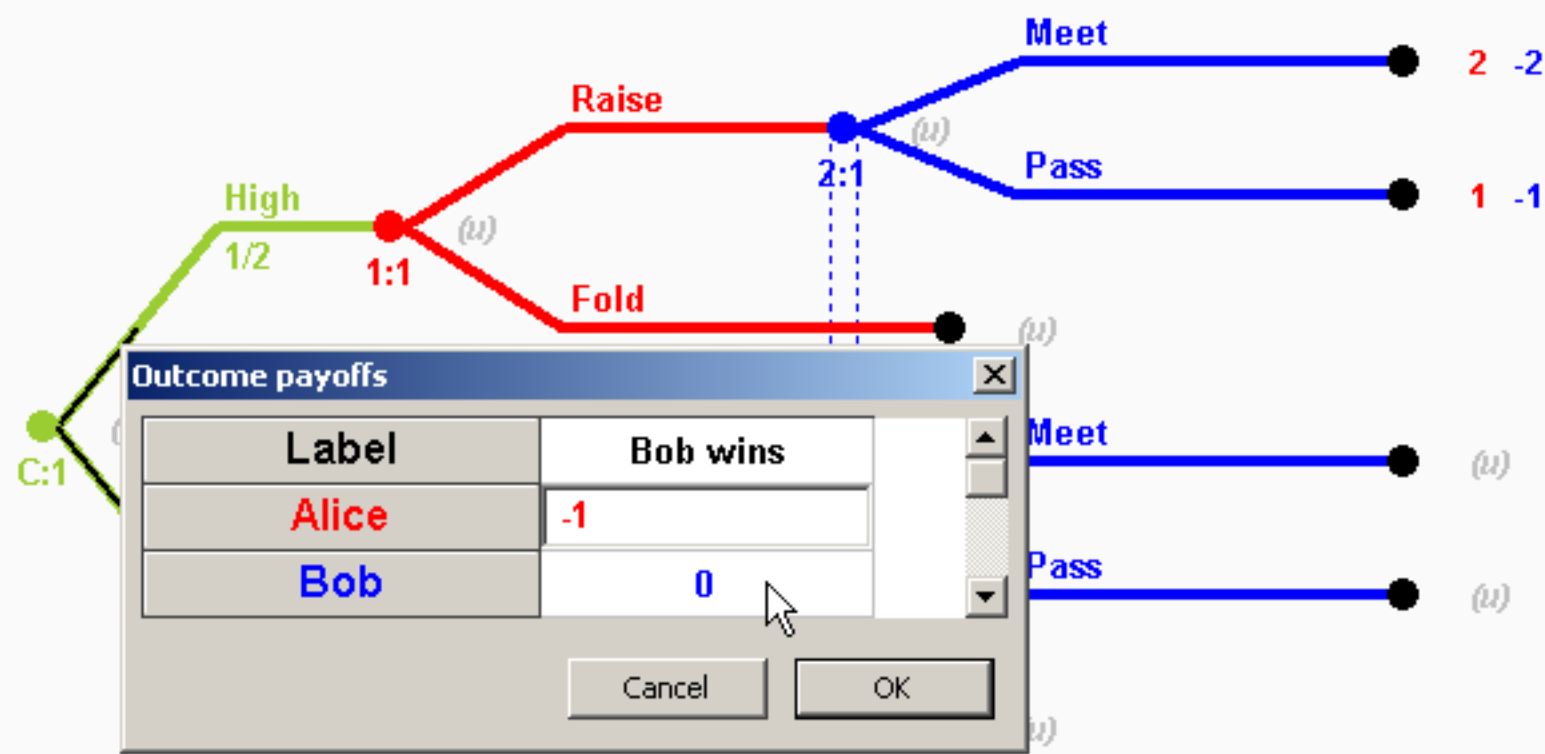 Meet
2 -2
Raise
(u)
2:1
Pass
1 -1
High
1/2
(u)
1:1
Fold
(u)
Outcome payoffs
Label Bob wins
Alice -1
Bob 0
Cancel OK
C:1
Meet
(u)
Pass
(u)